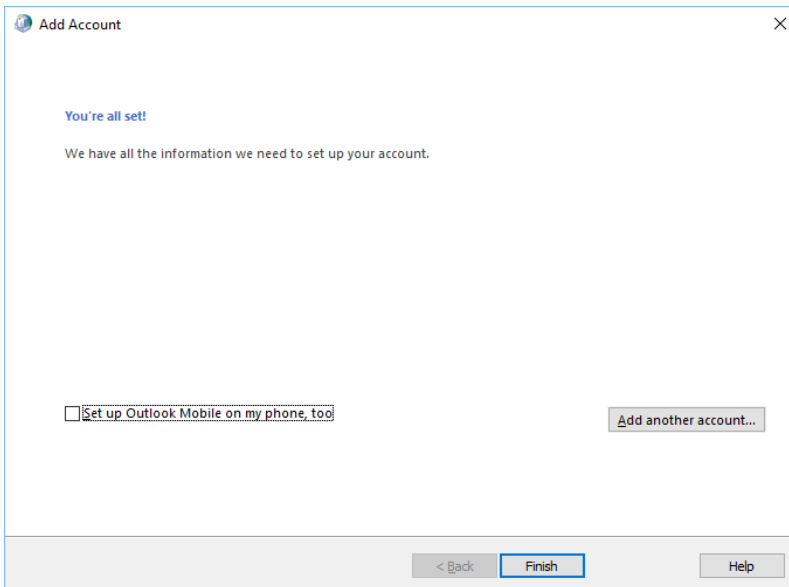 Add Account
You're all set!
We have all the information we need to set up your account.
Set up Outlook Mobile on my phone, too
Add another account...
< Back
Finish
Help